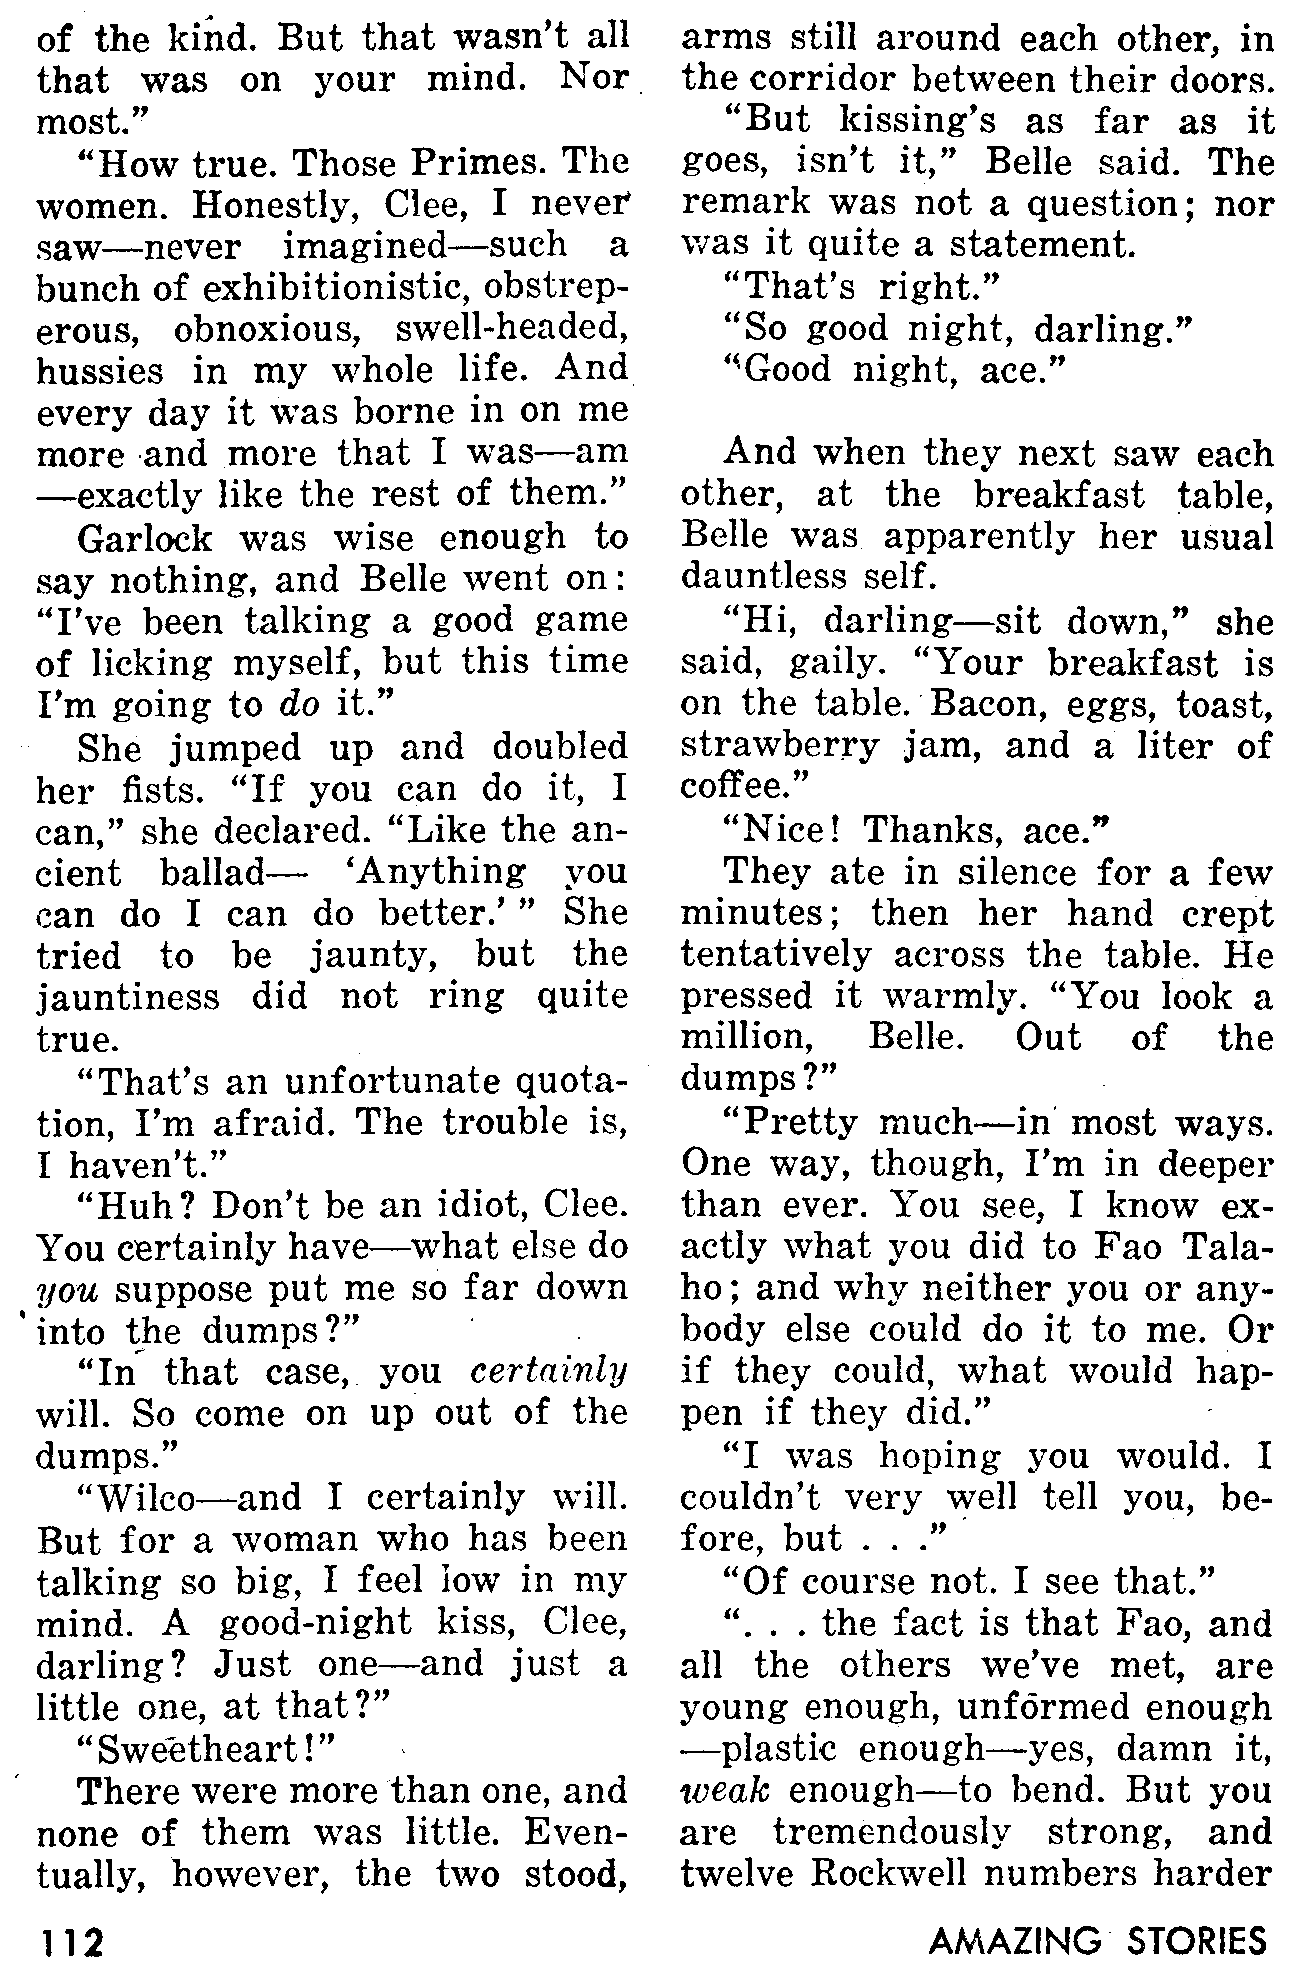 of the kind. But that wasn't all
that was on your mind. Nor
most."
"How true. Those Primes. The
women. Honestly, Clee, I never
saw—never imagined—such a
bunch of exhibitionistic, obstrep-
erous, obnoxious, swell-headed,
hussies in my whole life. And
every day it was borne in on me
more and more that I was—am
—exactly like the rest of them."
Garlock was wise enough to
say nothing, and Belle went on:
"I've been talking a good game
of licking myself, but this time
I'm going to do it."
She jumped up and doubled
her fists. "If you can do it, I
can," she declared. "Like the an-
cient ballad— 'Anything you
can do I can do better.' " She
tried to be jaunty, but the
jauntiness did not ring quite
true.
"That's an unfortunate quota-
tion, I'm afraid. The trouble is,
I haven't."
"Huh? Don't be an idiot, Clee.
You certainly have—what else do
you suppose put me so far down
into the dumps?"
"In that case, you certainly
will. So come on up out of the
dumps."
"Wilco—and I certainly will.
But for a woman who has been
talking so big, I feel low in my
mind. A good-night kiss, Clee,
darling? Just one—and just a
little one, at that?"
"Sweetheart!"
There were more than one, and
none of them was little. Even-
tually, however, the two stood,
arms still around each other, in
the corridor between their doors.
"But kissing's as far as it
goes, isn't it," Belle said. The
remark was not a question; nor
was it quite a statement.
"That's right."
"So good night, darling."
"Good night, ace."
And when they next saw each
other, at the breakfast table,
Belle was apparently her usual
dauntless self.
"Hi, darling—sit down," she
said, gaily. "Your breakfast is
on the table. Bacon, eggs, toast,
strawberry jam, and a liter of
coffee."
"Nice! Thanks, ace."
They ate in silence for a few
minutes; then her hand crept
tentatively across the table. He
pressed it warmly. "You look a
million, Belle. Out of the
dumps?"
"Pretty much—in most ways.
One way, though, I'm in deeper
than ever. You see, I know ex-
actly what you did to Fao Tala-
ho; and why neither you or any-
body else could do it to me. Or
if they could, what would hap-
pen if they did."
"I was hoping you would. I
couldn't very well tell you, be-
fore, but . . ."
"Of course not. I see that."
". . . the fact is that Fao, and
all the others we've met, are
young enough, unformed enough
—plastic enough—yes, damn it,
weak enough—to bend. But you
are tremendously strong, and
twelve Rockwell numbers harder
112
AMAZING STORIES